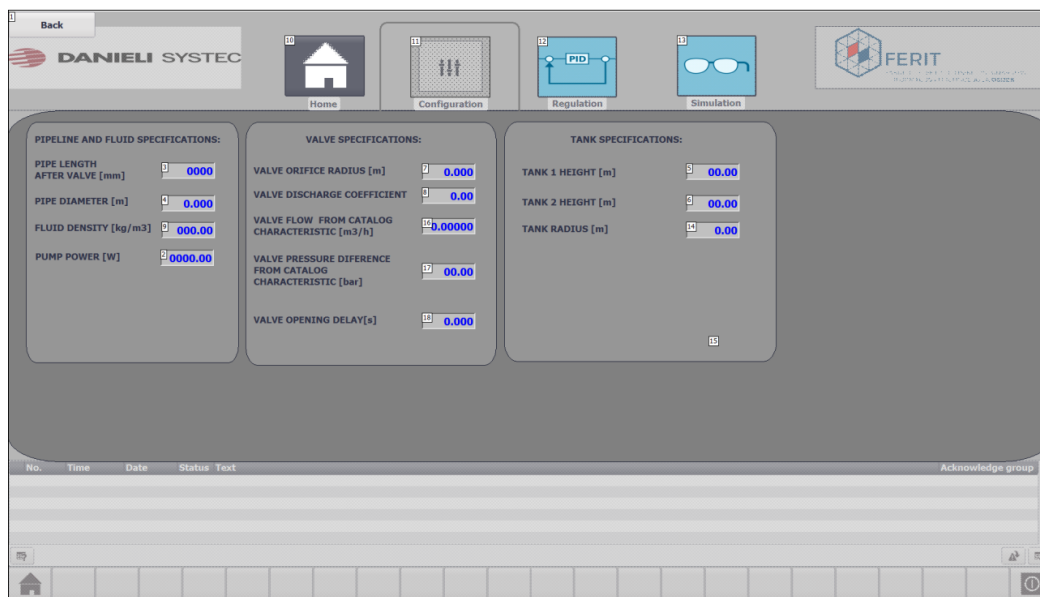 1
Back
DANIELI SYSTEC
10
Home
11
Configuration
12
PID
Regulation
13
Simulation
FERIT
PIPELINE AND FLUID SPECIFICATIONS:
PIPE LENGTH
AFTER VALVE [mm]
3
0000
PIPE DIAMETER [m]
4
0.000
FLUID DENSITY [kg/m3]
9
000.00
PUMP POWER [W]
2
0000.00
VALVE SPECIFICATIONS:
VALVE ORIFICE RADIUS [m]
7
0.000
VALVE DISCHARGE COEFFICIENT
8
0.00
VALVE FLOW FROM CATALOG
CHARACTERISTIC [m3/h]
16
0.00000
VALVE PRESSURE DIFERENCE
FROM CATALOG
CHARACTERISTIC [bar]
17
00.00
VALVE OPENING DELAY[s]
18
0.000
TANK SPECIFICATIONS:
TANK 1 HEIGHT [m]
5
00.00
TANK 2 HEIGHT [m]
6
00.00
TANK RADIUS [m]
14
0.00
15
No. Time Date Status Text Acknowledge group